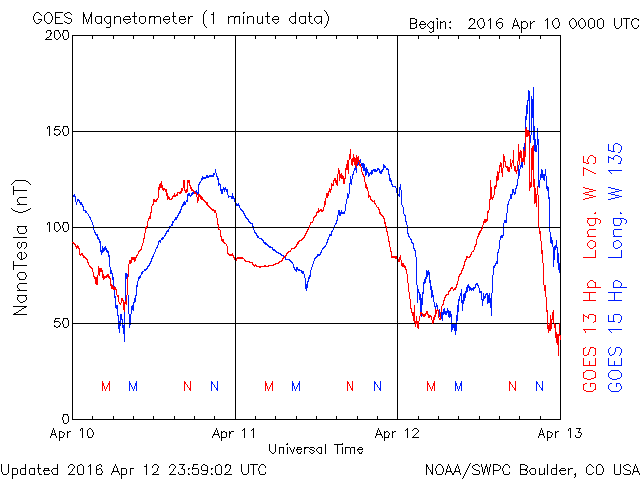 GOES Magnetometer (1 minute data)
Begin: 2016 Apr 10 0000 UTC
200
150
100
50
0
NanoTesla (nT)
M M N N M M N N M M N N
Apr 10 Apr 11 Apr 12 Apr 13
Universal Time
GOES 13 Hp Long. W 75
GOES 15 Hp Long. W 135
Updated 2016 Apr 12 23:59:02 UTC
NOAA/SWPC Boulder, CO USA